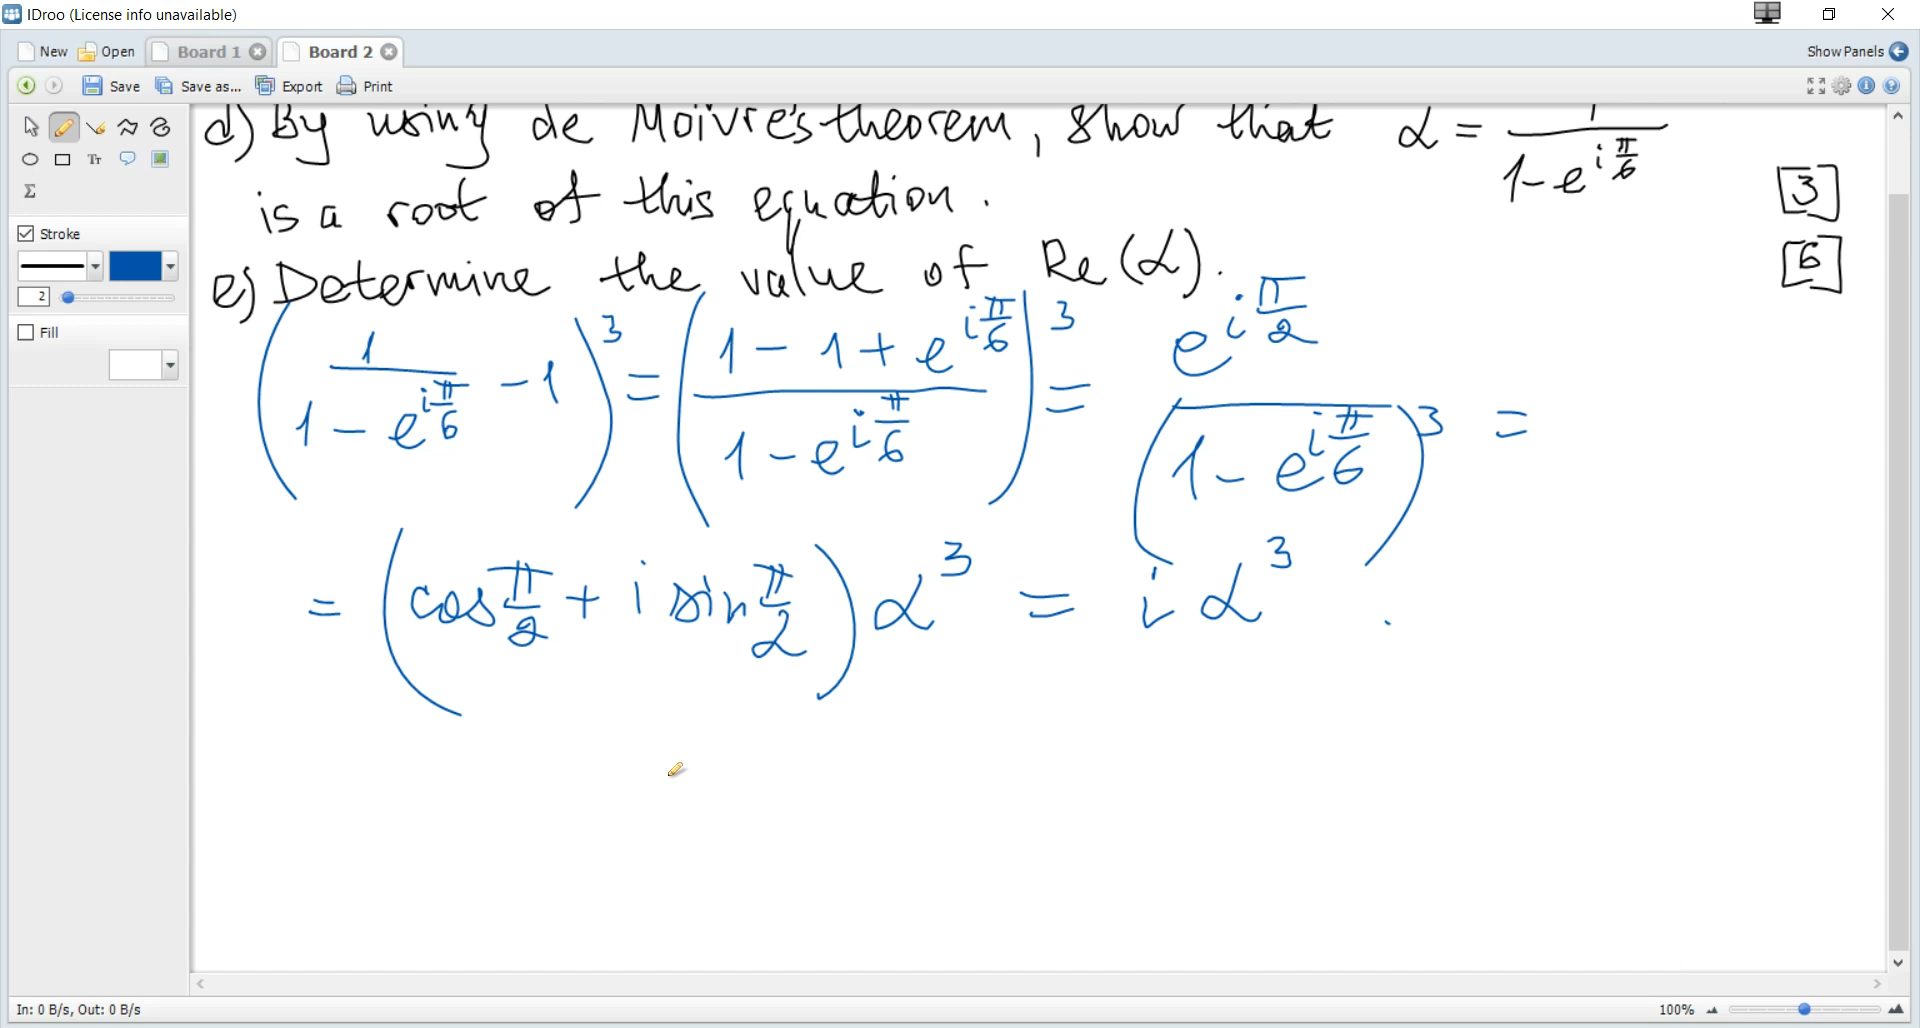 IDroo (License info unavailable)
New Open Board 1 Board 2 Show Panels
Save Save as... Export Print
d) By using de Moivre's theorem, show that α = 1/(1-e^{iπ/6})
is a root of this equation. [3]
e) Determine the value of Re(α). [6]
(1/(1-e^{iπ/6}) - 1)^3 = ((1-1+e^{iπ/6})/(1-e^{iπ/6}))^3 = e^{iπ/2}/(1-e^{iπ/6})^3 =
= (cos π/2 + i sin π/2) α^3 = i α^3 .
Tт
Σ
Stroke
2
Fill
In: 0 B/s, Out: 0 B/s 100%